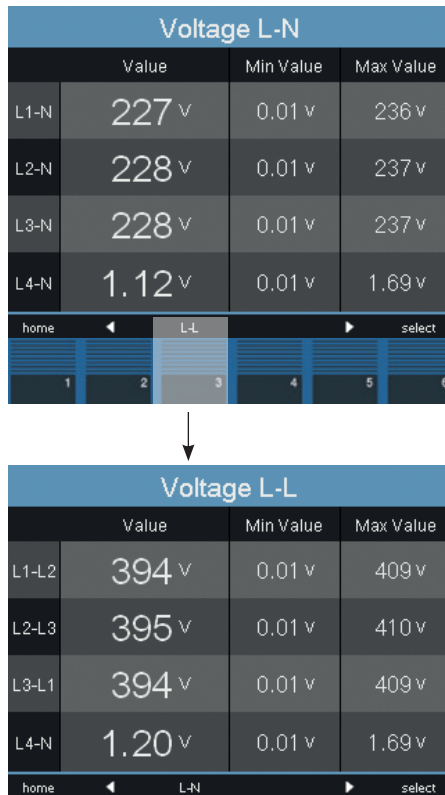 Voltage L-N
Value Min Value Max Value
L1-N 227 V 0.01 V 236 V
L2-N 228 V 0.01 V 237 V
L3-N 228 V 0.01 V 237 V
L4-N 1.12 V 0.01 V 1.69 V
home ◀ L-L ▶ select
1 2 3 4 5 6
Voltage L-L
Value Min Value Max Value
L1-L2 394 V 0.01 V 409 V
L2-L3 395 V 0.01 V 410 V
L3-L1 394 V 0.01 V 409 V
L4-N 1.20 V 0.01 V 1.69 V
home ◀ L-N ▶ select